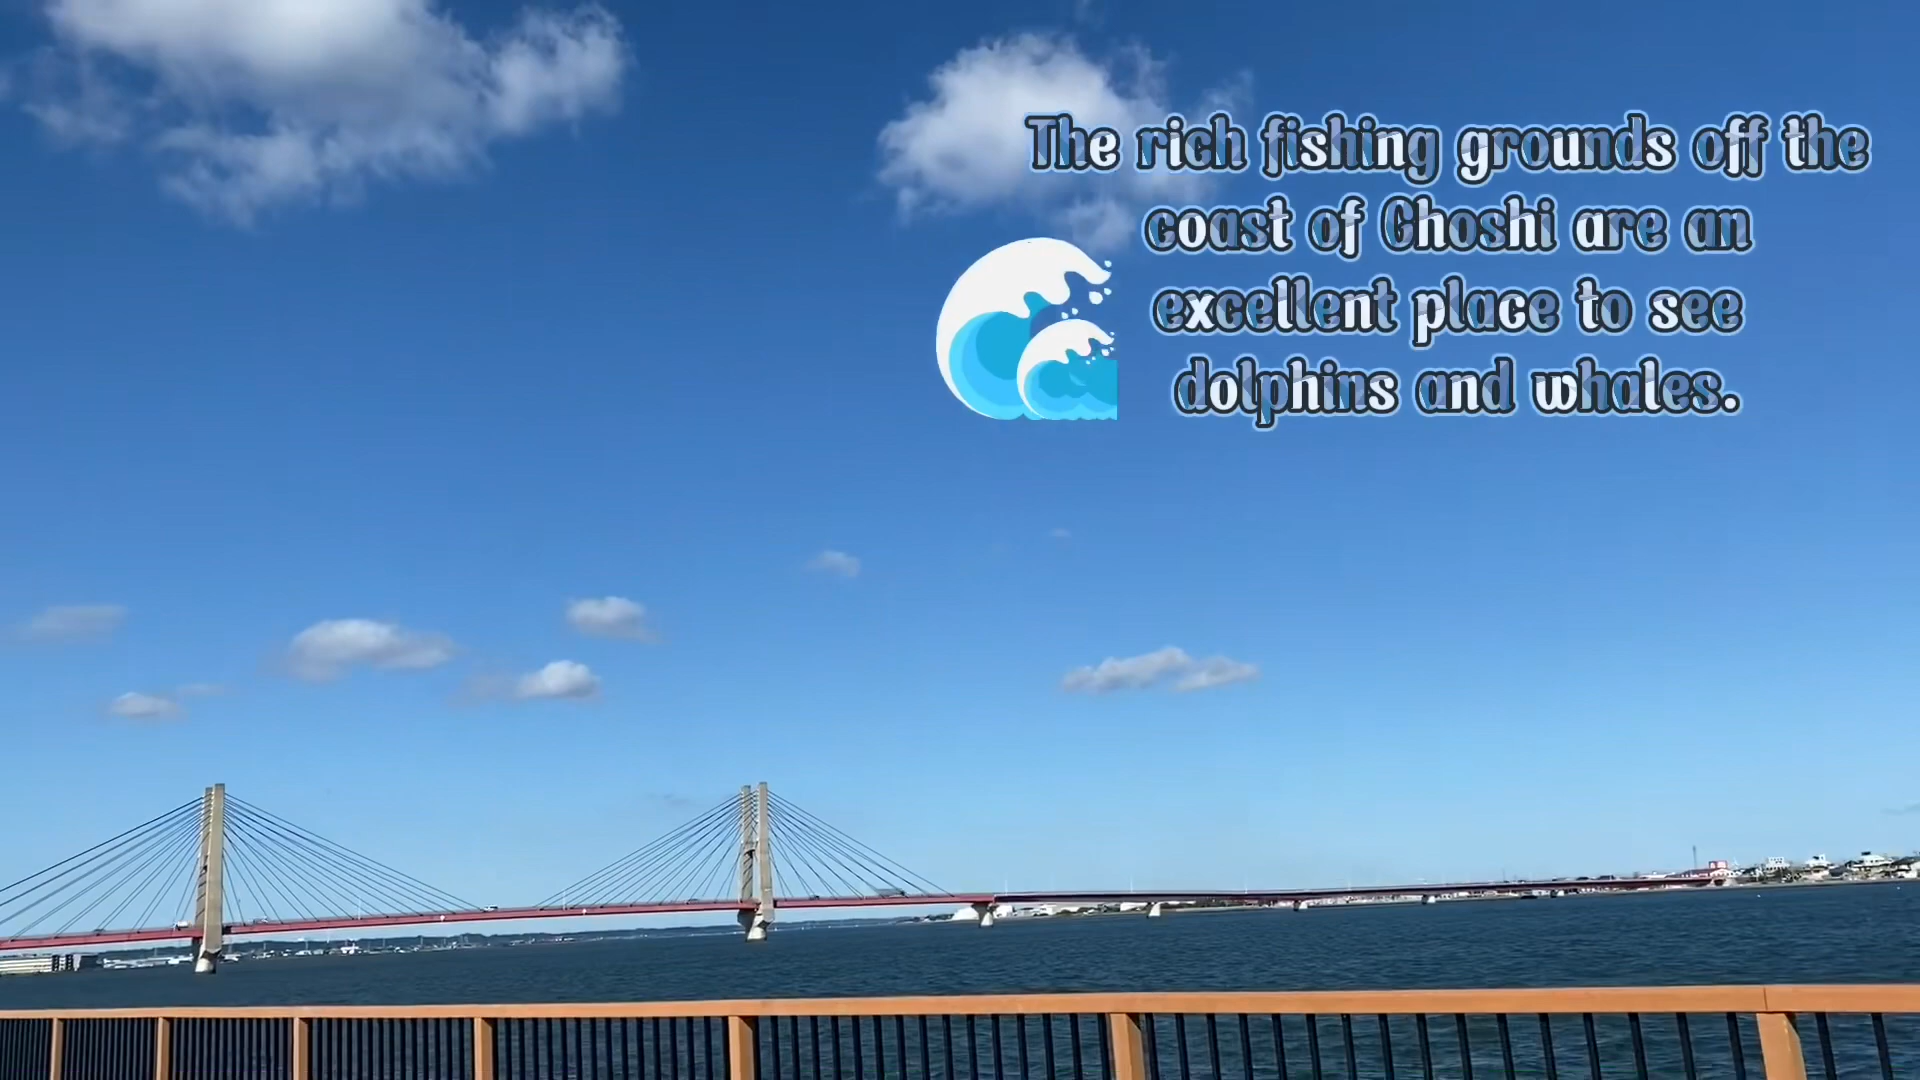 The rich fishing grounds off the
coast of Choshi are an
excellent place to see
dolphins and whales.